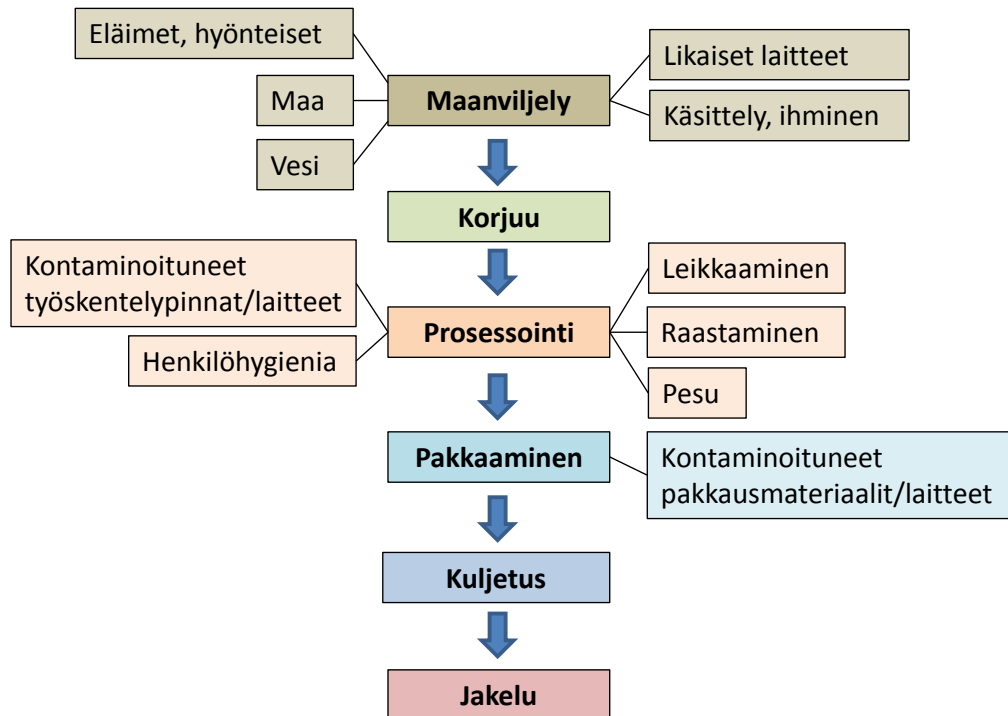 Eläimet, hyönteiset
Maa
Vesi
Maanviljely
Likaiset laitteet
Käsittely, ihminen
Korjuu
Kontaminoituneet
työskentelypinnat/laitteet
Henkilöhygienia
Prosessointi
Leikkaaminen
Raastaminen
Pesu
Pakkaaminen
Kontaminoituneet
pakkausmateriaalit/laitteet
Kuljetus
Jakelu